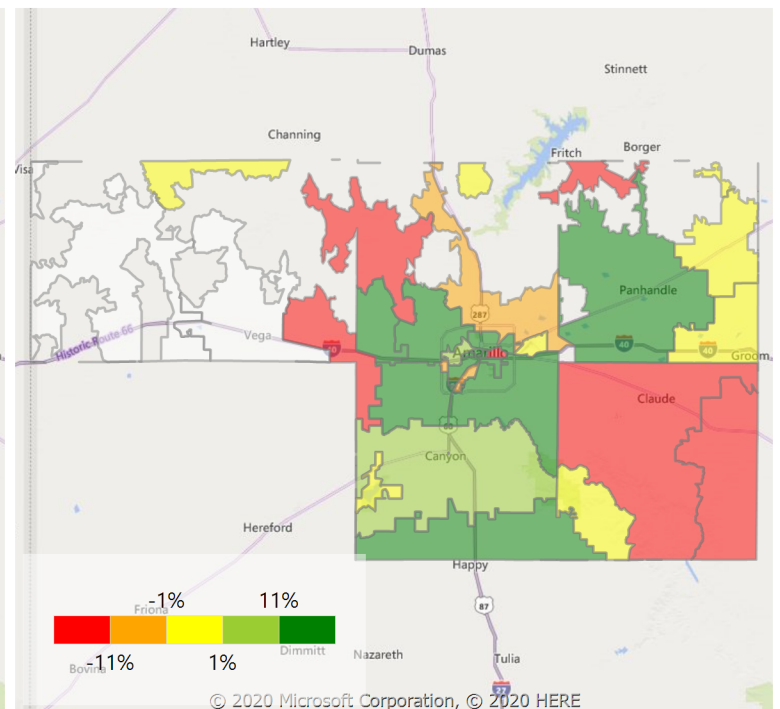 Hartley
Dumas
Stinnett
Channing
Borger
Fritch
Visa
Panhandle
287
Historic Route 66
Vega
40
Amarillo
40
40
Groom
Claude
Canyon
Hereford
Happy
-1%
11%
Friona
87
-11%
1%
Dimmitt
Bovina
Nazareth
Tulia
27
© 2020 Microsoft Corporation, © 2020 HERE